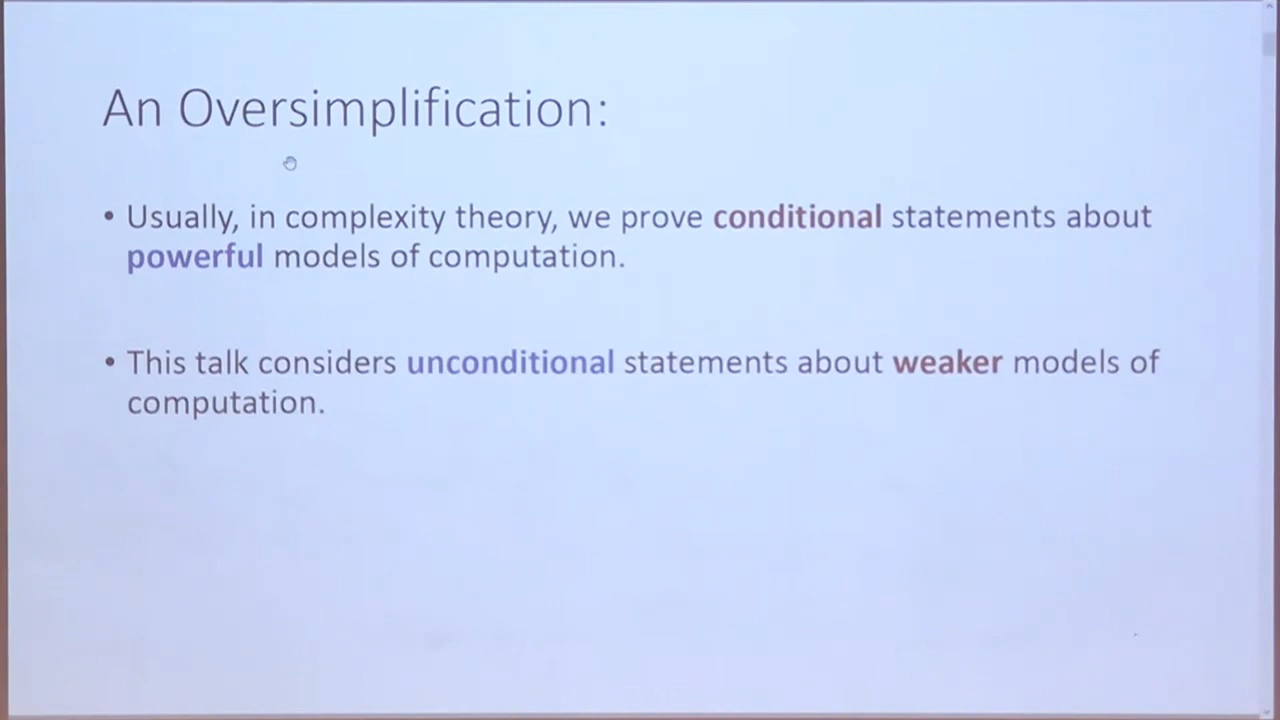 An Oversimplification:
• Usually, in complexity theory, we prove conditional statements about
powerful models of computation.
• This talk considers unconditional statements about weaker models of
computation.